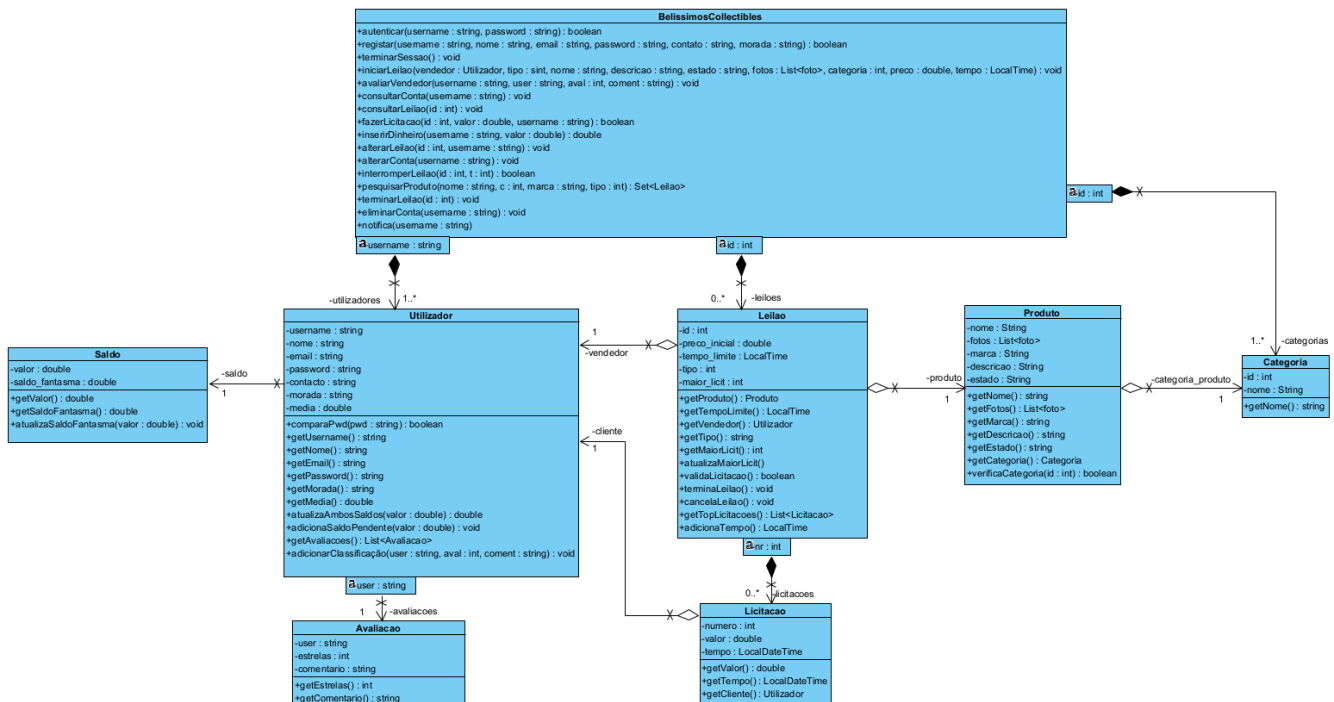 BelissimosCollectibles
+autenticar(username : string, password : string) : boolean
+registar(username : string, nome : string, email : string, password : string, contato : string, morada : string) : boolean
+terminarSessao() : void
+iniciarLeilao(vendedor : Utilizador, tipo : sint, nome : string, descricao : string, estado : string, fotos : List<foto>, categoria : int, preco : double, tempo : LocalTime) : void
+avaliarVendedor(username : string, user : string, aval : int, coment : string) : void
+consultarConta(username : string) : void
+consultarLeilao(id : int) : void
+fazerLicitacao(id : int, valor : double, username : string) : boolean
+inserirDinheiro(username : string, valor : double) : double
+alterarLeilao(id : int, username : string) : void
+alterarConta(username : string) : void
+interromperLeilao(id : int, t : int) : boolean
+pesquisarProduto(nome : string, c : int, marca : string, tipo : int) : Set<Leilao>
+terminarLeilao(id : int) : void
+eliminarConta(username : string) : void
+notifica(username : string)
a username : string
a id : int
a id : int
-utilizadores
1..*
0..*
-leiloes
1..*
-categorias
Saldo
-valor : double
-saldo_fantasma : double
+getValor() : double
+getSaldoFantasma() : double
+atualizaSaldoFantasma(valor : double) : void
-saldo
1
Utilizador
-username : string
-nome : string
-email : string
-password : string
-contacto : string
-morada : string
-media : double
+comparaPwd(pwd : string) : boolean
+getUsername() : string
+getNome() : string
+getEmail() : string
+getPassword() : string
+getMorada() : string
+getMedia() : double
+atualizaAmbosSaldos(valor : double) : double
+adicionaSaldoPendente(valor : double) : void
+getAvaliacoes() : List<Avaliacao>
+adicionarClassificação(user : string, aval : int, coment : string) : void
a user : string
1
-vendedor
-cliente
1
Leilao
-id : int
-preco_inicial : double
-tempo_limite : LocalTime
-tipo : int
-maior_licit : int
+getProduto() : Produto
+getTempoLimite() : LocalTime
+getVendedor() : Utilizador
+getTipo() : string
+getMaiorLicit() : int
+atualizaMaiorLicit()
+validaLicitacao() : boolean
+terminaLeilao() : void
+cancelaLeilao() : void
+getTopLicitacoes() : List<Licitacao>
+adicionaTempo() : LocalTime
a nr : int
-produto
1
Produto
-nome : String
-fotos : List<foto>
-marca : String
-descricao : String
-estado : String
+getNome() : string
+getFotos() : List<foto>
+getMarca() : string
+getDescricao() : string
+getEstado() : string
+getCategoria() : Categoria
+verificaCategoria(id : int) : boolean
-categoria_produto
1
Categoria
-id : int
-nome : String
+getNome() : string
1
-avaliacoes
Avaliacao
-user : string
-estrelas : int
-comentario : string
+getEstrelas() : int
+getComentario() : string
0..*
-licitacoes
Licitacao
-numero : int
-valor : double
-tempo : LocalDateTime
+getValor() : double
+getTempo() : LocalDateTime
+getCliente() : Utilizador